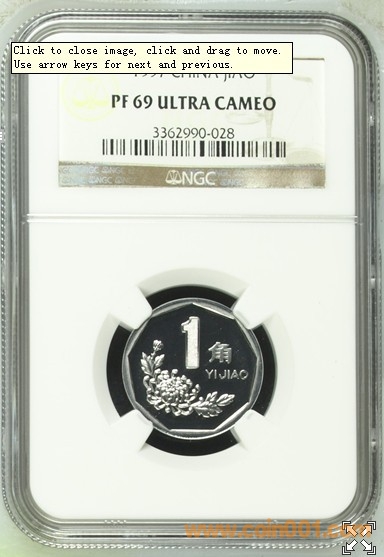 Click to close image, click and drag to move.
Use arrow keys for next and previous.
1997 CHINA JIAO
PF 69 ULTRA CAMEO
3362990-028
NGC
1角
YI JIAO
www.coin001.com